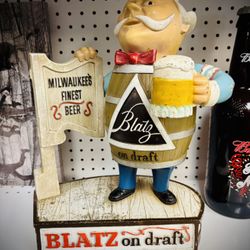 MILWAUKEE'S
FINEST
BEER
Blatz
on draft
BLATZ on draft